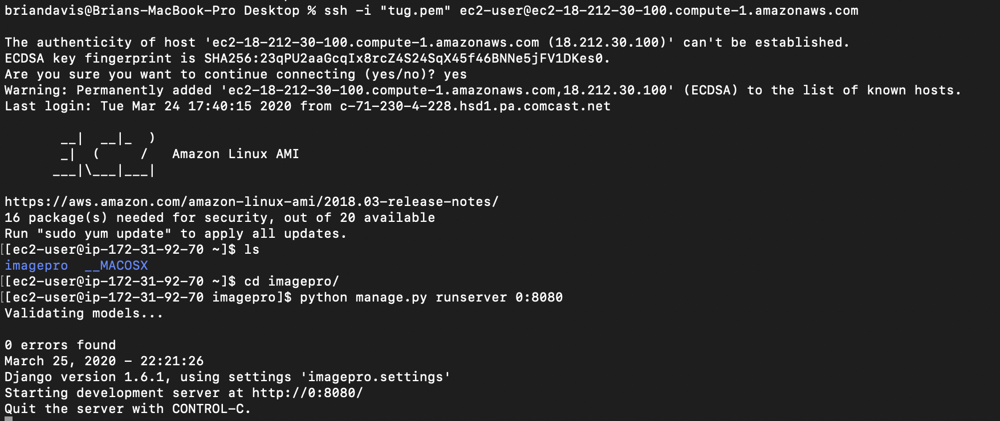 briandavis@Brians-MacBook-Pro Desktop % ssh -i "tug.pem" ec2-user@ec2-18-212-30-100.compute-1.amazonaws.com
The authenticity of host 'ec2-18-212-30-100.compute-1.amazonaws.com (18.212.30.100)' can't be established.
ECDSA key fingerprint is SHA256:23qPU2aaGcqIx8rcZ4S24SqX45f46BNNe5jFV1DKes0.
Are you sure you want to continue connecting (yes/no)? yes
Warning: Permanently added 'ec2-18-212-30-100.compute-1.amazonaws.com,18.212.30.100' (ECDSA) to the list of known hosts.
Last login: Tue Mar 24 17:40:15 2020 from c-71-230-4-228.hsd1.pa.comcast.net
       __|  __|_  )
       _|  (     /   Amazon Linux AMI
      ___|\___|___|
https://aws.amazon.com/amazon-linux-ami/2018.03-release-notes/
16 package(s) needed for security, out of 20 available
Run "sudo yum update" to apply all updates.
[[ec2-user@ip-172-31-92-70 ~]$ ls
imagepro  __MACOSX
[[ec2-user@ip-172-31-92-70 ~]$ cd imagepro/
[[ec2-user@ip-172-31-92-70 imagepro]$ python manage.py runserver 0:8080
Validating models...
0 errors found
March 25, 2020 - 22:21:26
Django version 1.6.1, using settings 'imagepro.settings'
Starting development server at http://0:8080/
Quit the server with CONTROL-C.